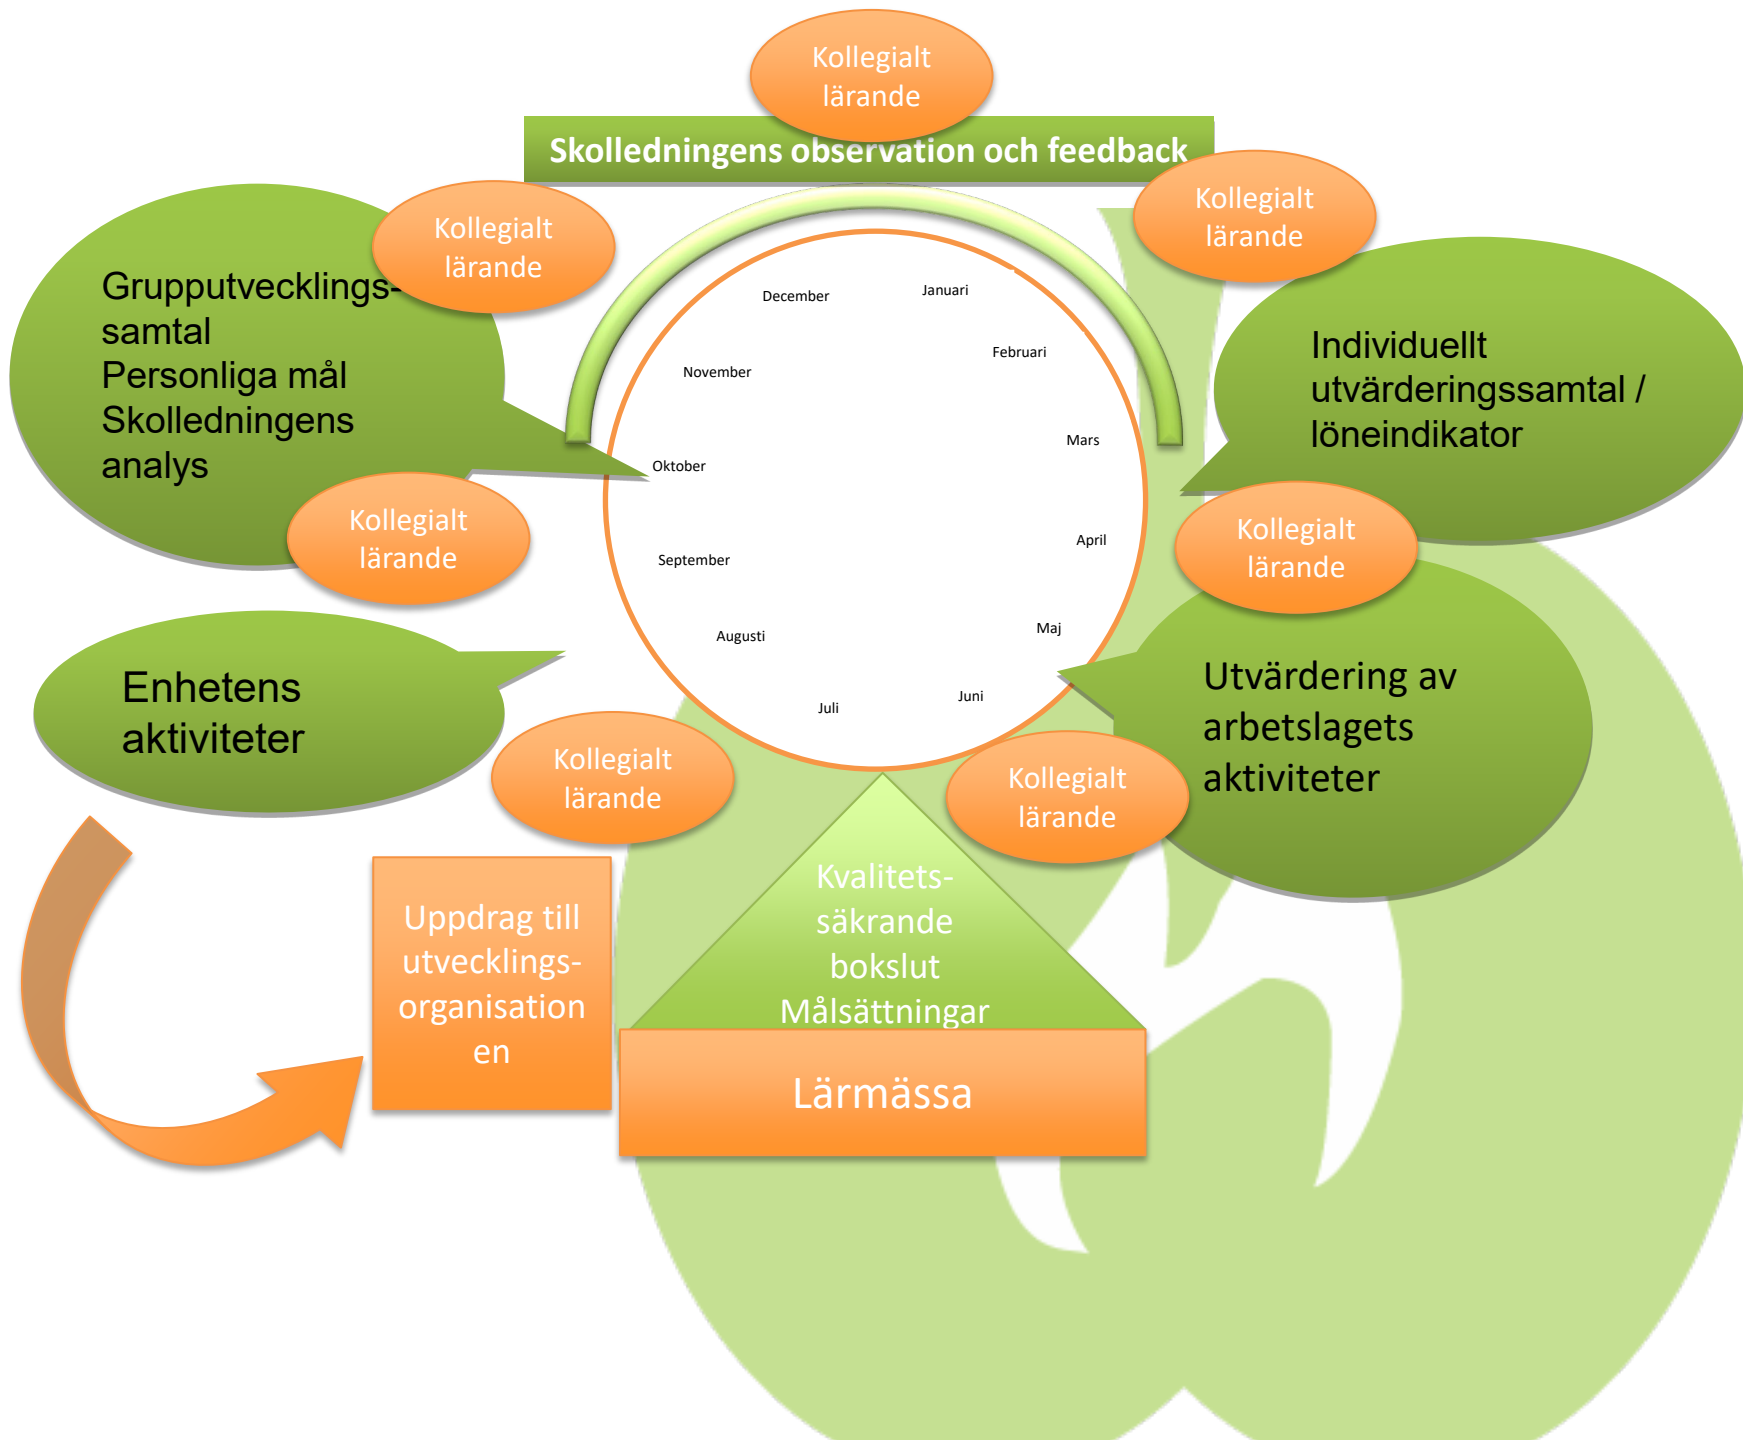 Kollegialt
lärande
Skolledningens observation och feedback
Kollegialt
lärande
Kollegialt
lärande
Grupputvecklings-
samtal
Personliga mål
Skolledningens
analys
December
Januari
Februari
November
Mars
Oktober
April
September
Maj
Augusti
Juni
Juli
Individuellt
utvärderingssamtal /
löneindikator
Kollegialt
lärande
Kollegialt
lärande
Enhetens
aktiviteter
Utvärdering av
arbetslagets
aktiviteter
Kollegialt
lärande
Kollegialt
lärande
Uppdrag till
utvecklings-
organisation
en
Kvalitets-
säkrande
bokslut
Målsättningar
Lärmässa